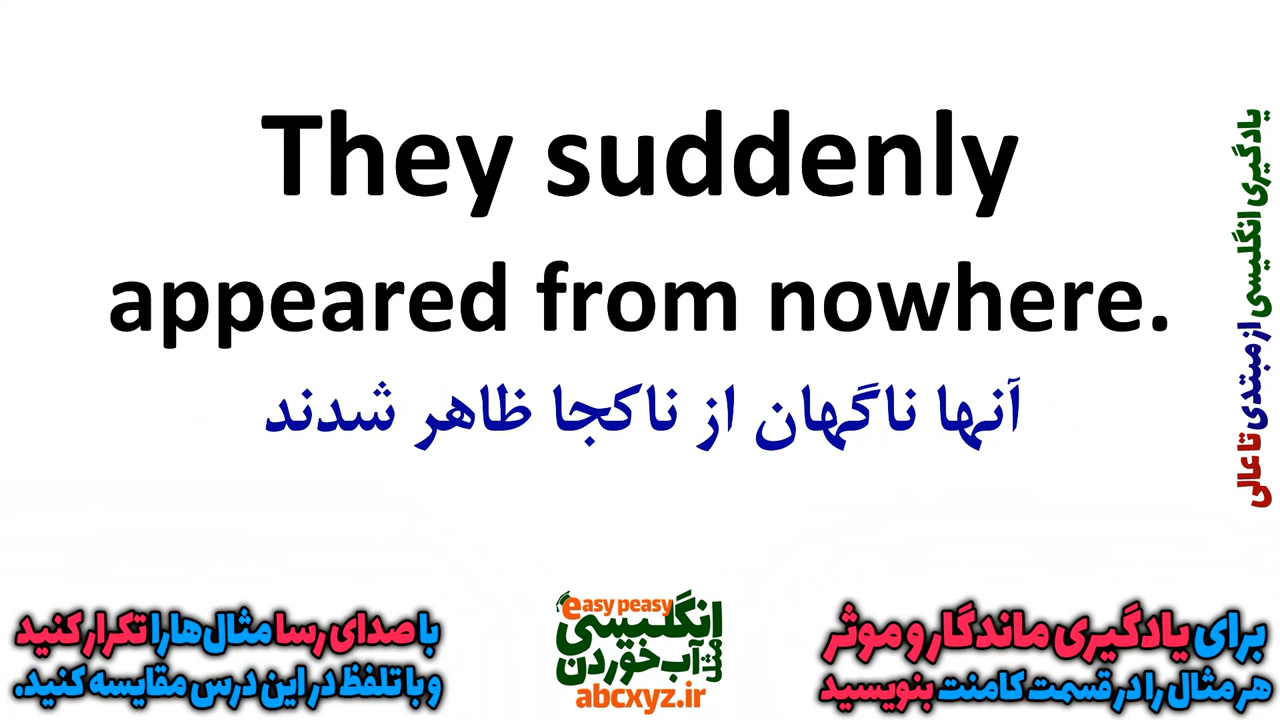 They suddenly
appeared from nowhere.
آنها ناگهان از ناکجا ظاهر شدند
یادگیری انگلیسی از مبتدی تا عالی
با صدای رسا مثال‌ها را تکرار کنید
و با تلفظ در این درس مقایسه کنید.
easy peasy
انگلیسی
مثل
آب خوردن
abcxyz.ir
برای یادگیری ماندگار و موثر
هر مثال را در قسمت کامنت بنویسید